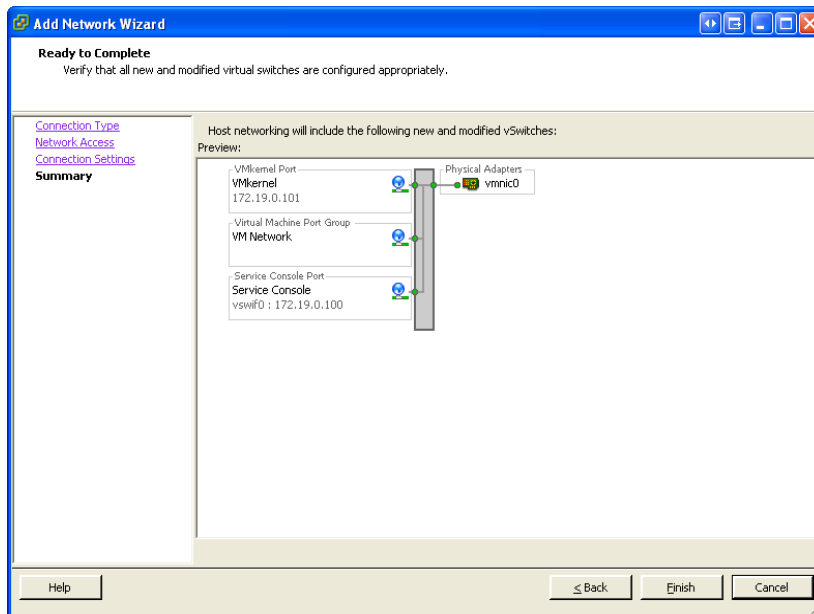 Add Network Wizard
Ready to Complete
Verify that all new and modified virtual switches are configured appropriately.
Connection Type
Network Access
Connection Settings
Summary
Host networking will include the following new and modified vSwitches:
Preview:
VMkernel Port
VMkernel
172.19.0.101
Physical Adapters
vmnic0
Virtual Machine Port Group
VM Network
Service Console Port
Service Console
vswif0 : 172.19.0.100
Help
< Back
Finish
Cancel